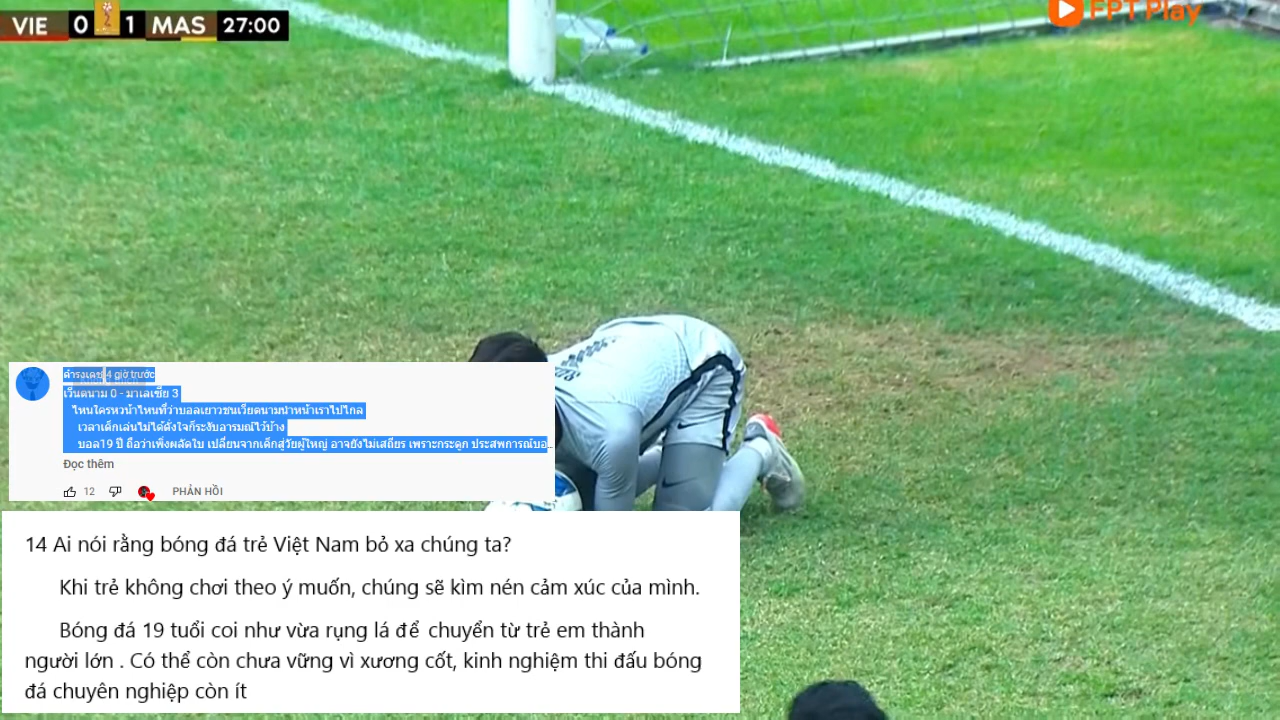 VIE 0 1 MAS 27:00
FPT Play
ดำรงเดช 4 giờ trước
เวียดนาม 0 - มาเลเซีย 3
ไหนใครหวน้าไหนที่ว่าบอลเยาวชนเวียดนามนำหน้าเราไปไกล
เวลาเด็กเล่นไม่ได้ดั่งใจก็ระงับอารมณ์ไว้บ้าง
บอล19 ปี ถือว่าเพิ่งผลัดใบ เปลี่ยนจากเด็กสู่วัยผู้ใหญ่ อาจยังไม่เสถียร เพราะกระดูก ประสพการณ์บอ...
Đọc thêm
12 PHẢN HỒI
14 Ai nói rằng bóng đá trẻ Việt Nam bỏ xa chúng ta?
Khi trẻ không chơi theo ý muốn, chúng sẽ kìm nén cảm xúc của mình.
Bóng đá 19 tuổi coi như vừa rụng lá để chuyển từ trẻ em thành
người lớn . Có thể còn chưa vững vì xương cốt, kinh nghiệm thi đấu bóng
đá chuyên nghiệp còn ít